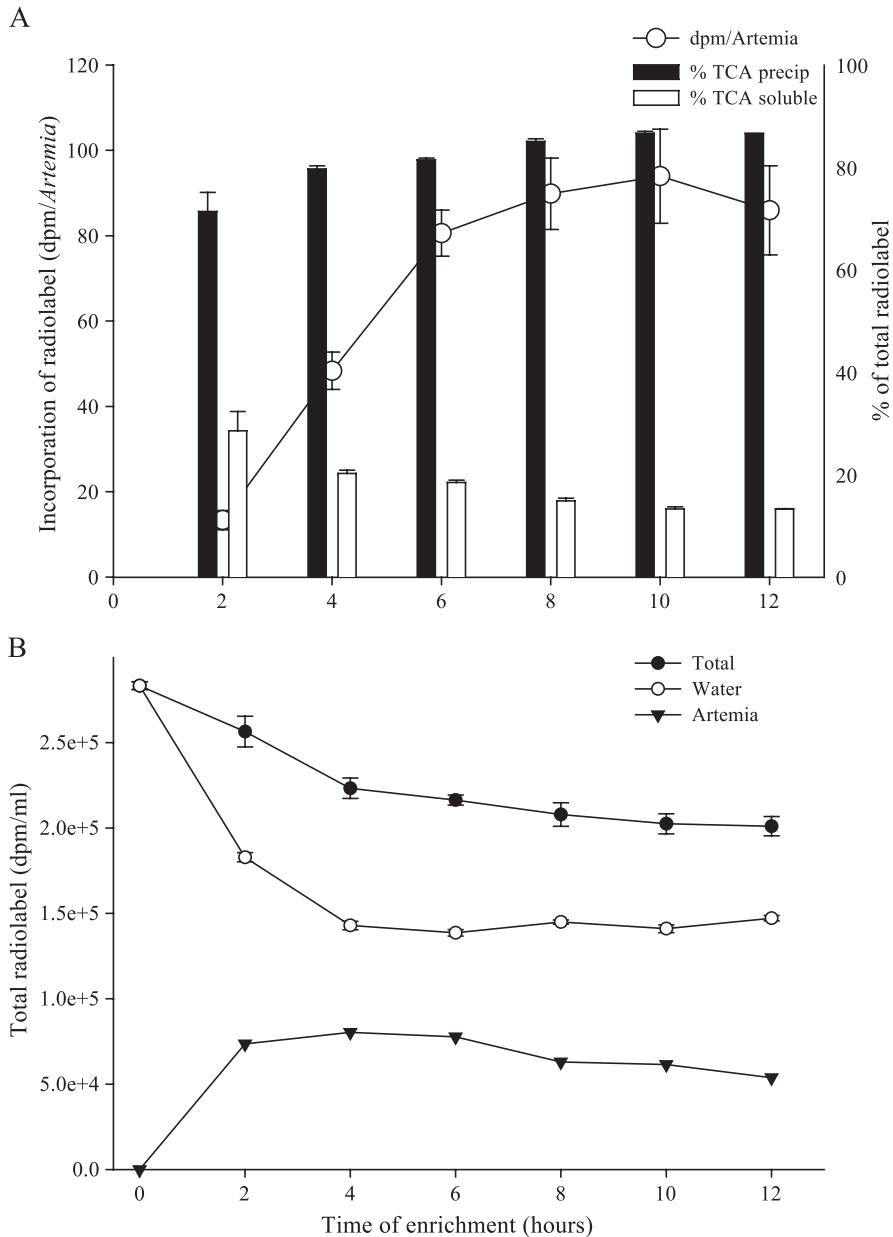 A
dpm/Artemia
% TCA precip
% TCA soluble
Incorporation of radiolabel (dpm/Artemia)
120
100
80
60
40
20
0
% of total radiolabel
100
80
60
40
20
0
0 2 4 6 8 10 12
B
Total
Water
Artemia
Total radiolabel (dpm/ml)
2.5e+5
2.0e+5
1.5e+5
1.0e+5
5.0e+4
0.0
0 2 4 6 8 10 12
Time of enrichment (hours)